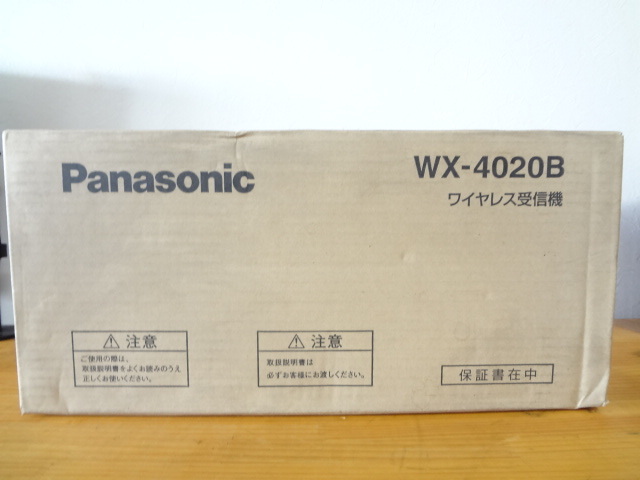 Panasonic
WX-4020B
ワイヤレス受信機
⚠注意
ご使用の際は、
取扱説明書をよくお読みのうえ
正しくお使いください。
⚠注意
取扱説明書は
必ずお客様にお渡しください。
保証書在中